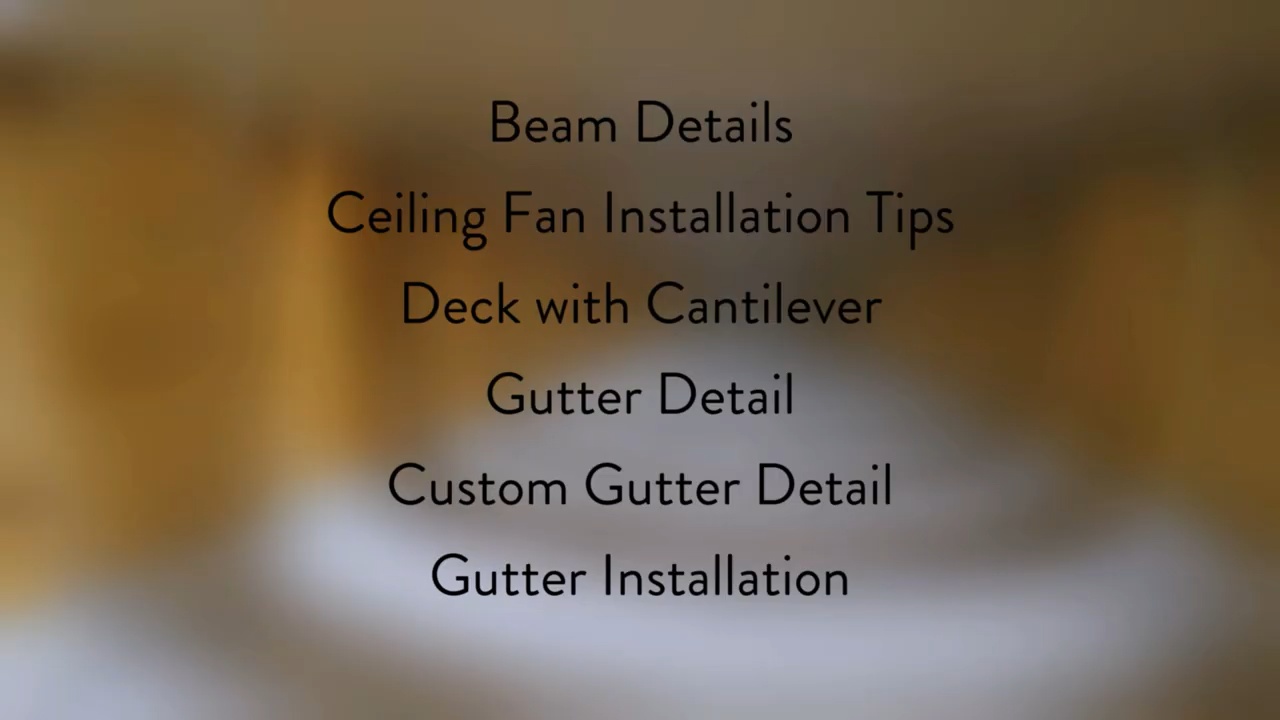 Beam Details
Ceiling Fan Installation Tips
Deck with Cantilever
Gutter Detail
Custom Gutter Detail
Gutter Installation